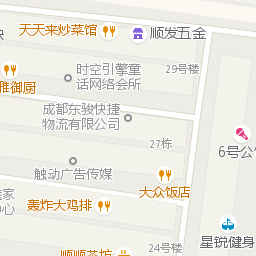 天天来炒菜馆
顺发五金
时空引擎童
话网络会所
29号楼
雅御厨
成都东骏快捷
物流有限公司
27栋
6号公
触动广告传媒
大众饭店
轰炸大鸡排
星锐健身
24号楼
顺顺茶坊